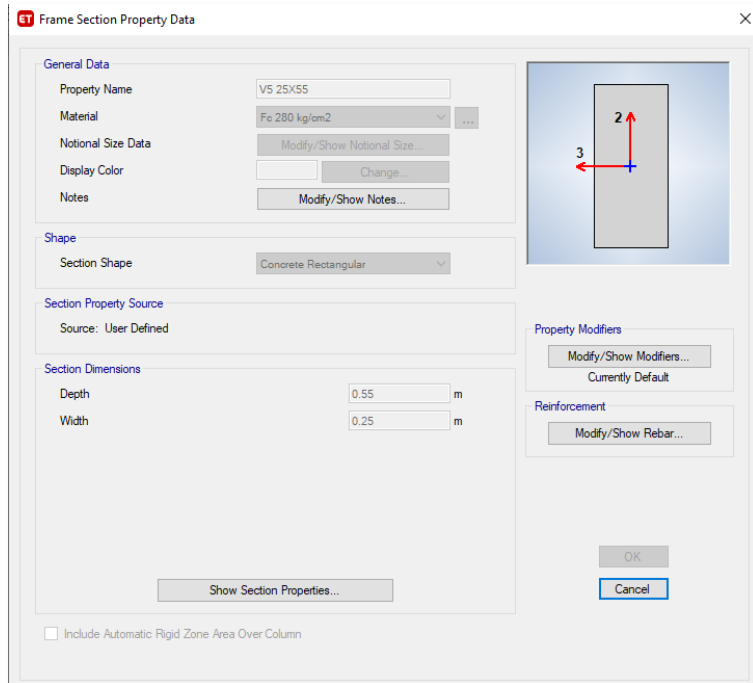 ET Frame Section Property Data
General Data
Property Name V5 25X55
Material Fc 280 kg/cm2 ...
Notional Size Data Modify/Show Notional Size...
Display Color Change...
Notes Modify/Show Notes...
2
3
Shape
Section Shape Concrete Rectangular
Section Property Source
Source: User Defined
Property Modifiers
Modify/Show Modifiers...
Currently Default
Section Dimensions
Depth 0.55 m
Width 0.25 m
Reinforcement
Modify/Show Rebar...
OK
Show Section Properties...
Cancel
Include Automatic Rigid Zone Area Over Column